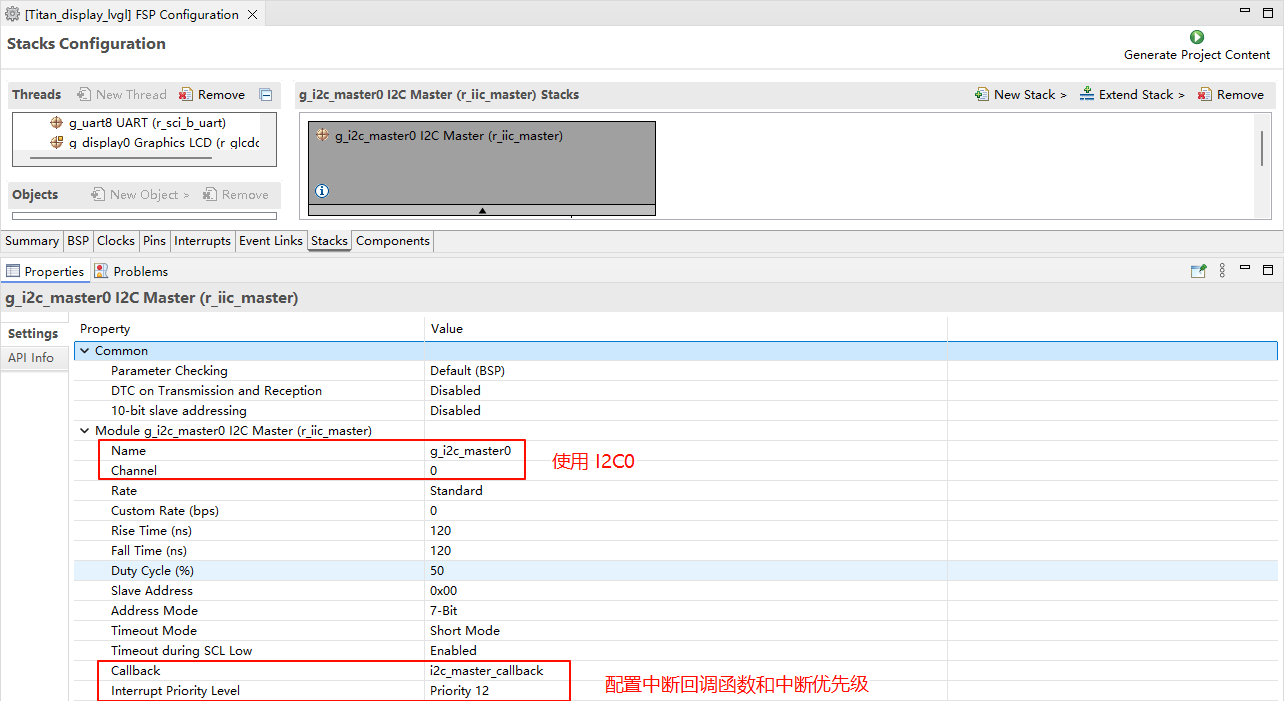 [Titan_display_lvgl] FSP Configuration
Stacks Configuration
Generate Project Content
Threads New Thread Remove
g_i2c_master0 I2C Master (r_iic_master) Stacks New Stack > Extend Stack > Remove
g_uart8 UART (r_sci_b_uart)
g_display0 Graphics LCD (r_glcdc
g_i2c_master0 I2C Master (r_iic_master)
Objects New Object > Remove
Summary BSP Clocks Pins Interrupts Event Links Stacks Components
Properties Problems
g_i2c_master0 I2C Master (r_iic_master)
Settings
API Info
Property Value
Common
Parameter Checking Default (BSP)
DTC on Transmission and Reception Disabled
10-bit slave addressing Disabled
Module g_i2c_master0 I2C Master (r_iic_master)
Name g_i2c_master0
使用 I2C0
Channel 0
Rate Standard
Custom Rate (bps) 0
Rise Time (ns) 120
Fall Time (ns) 120
Duty Cycle (%) 50
Slave Address 0x00
Address Mode 7-Bit
Timeout Mode Short Mode
Timeout during SCL Low Enabled
Callback i2c_master_callback
配置中断回调函数和中断优先级
Interrupt Priority Level Priority 12